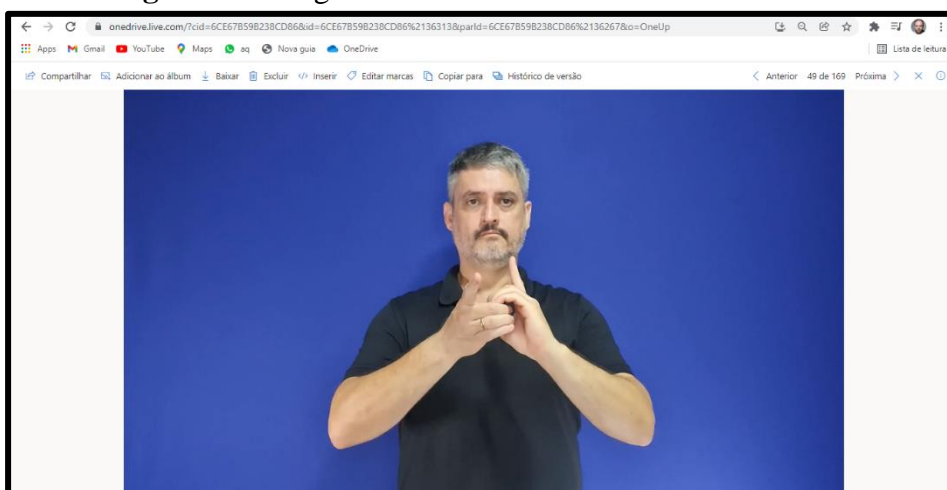 onedrive.live.com/?cid=6CE67B59B238CD86&id=6CE67B59B238CD86%2136313&parId=6CE67B59B238CD86%2136267&o=OneUp
Apps Gmail YouTube Maps aq Nova guia OneDrive Lista de leitura
Compartilhar Adicionar ao álbum Baixar Excluir Inserir Editar marcas Copiar para Histórico de versão Anterior 49 de 169 Próxima